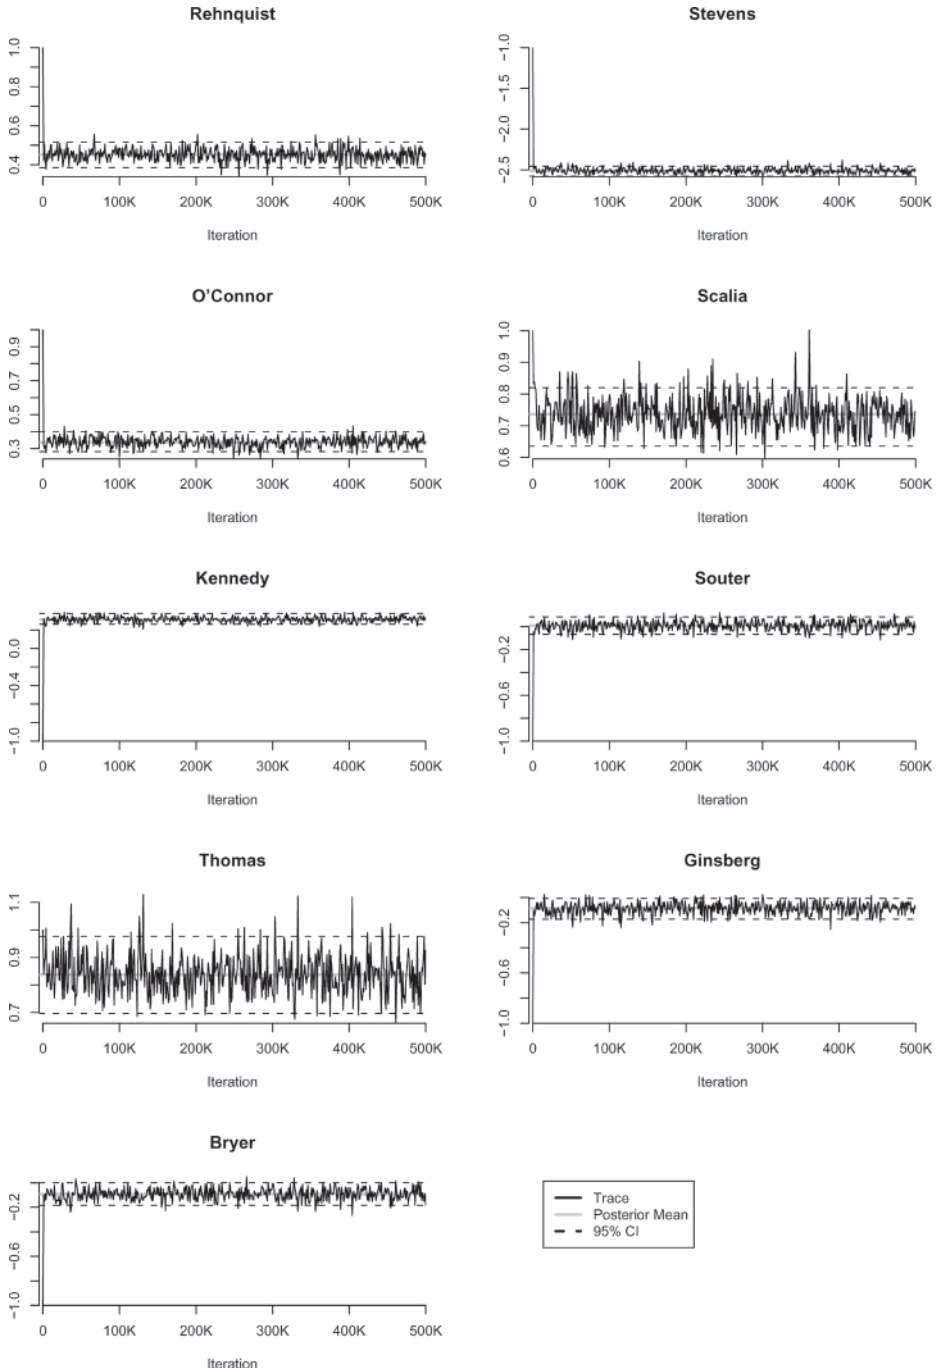 Rehnquist
1.0
0.8
0.6
0.4
0 100K 200K 300K 400K 500K
Iteration
Stevens
−1.0
−1.5
−2.0
−2.5
0 100K 200K 300K 400K 500K
Iteration
O'Connor
0.9
0.7
0.5
0.3
0 100K 200K 300K 400K 500K
Iteration
Scalia
1.0
0.9
0.8
0.7
0.6
0 100K 200K 300K 400K 500K
Iteration
Kennedy
0.0
−0.4
−1.0
0 100K 200K 300K 400K 500K
Iteration
Souter
−0.2
−0.6
−1.0
0 100K 200K 300K 400K 500K
Iteration
Thomas
1.1
0.9
0.7
0 100K 200K 300K 400K 500K
Iteration
Ginsberg
−0.2
−0.6
−1.0
0 100K 200K 300K 400K 500K
Iteration
Bryer
−0.2
−0.6
−1.0
0 100K 200K 300K 400K 500K
Iteration
Trace
Posterior Mean
95% CI